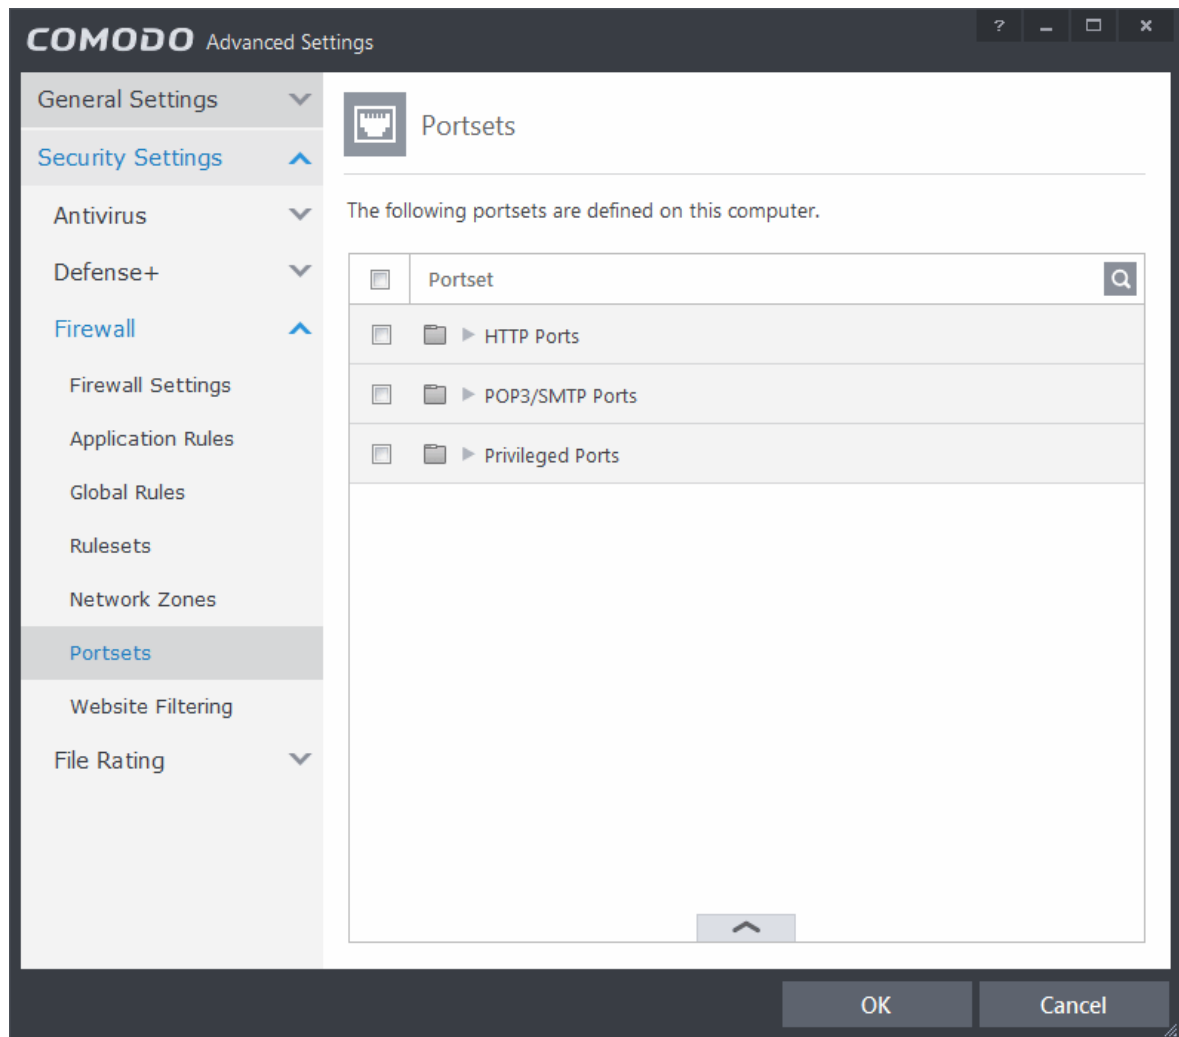 COMODO Advanced Settings
?
General Settings
Security Settings
Antivirus
Defense+
Firewall
Firewall Settings
Application Rules
Global Rules
Rulesets
Network Zones
Portsets
Website Filtering
File Rating
Portsets
The following portsets are defined on this computer.
Portset
HTTP Ports
POP3/SMTP Ports
Privileged Ports
OK
Cancel